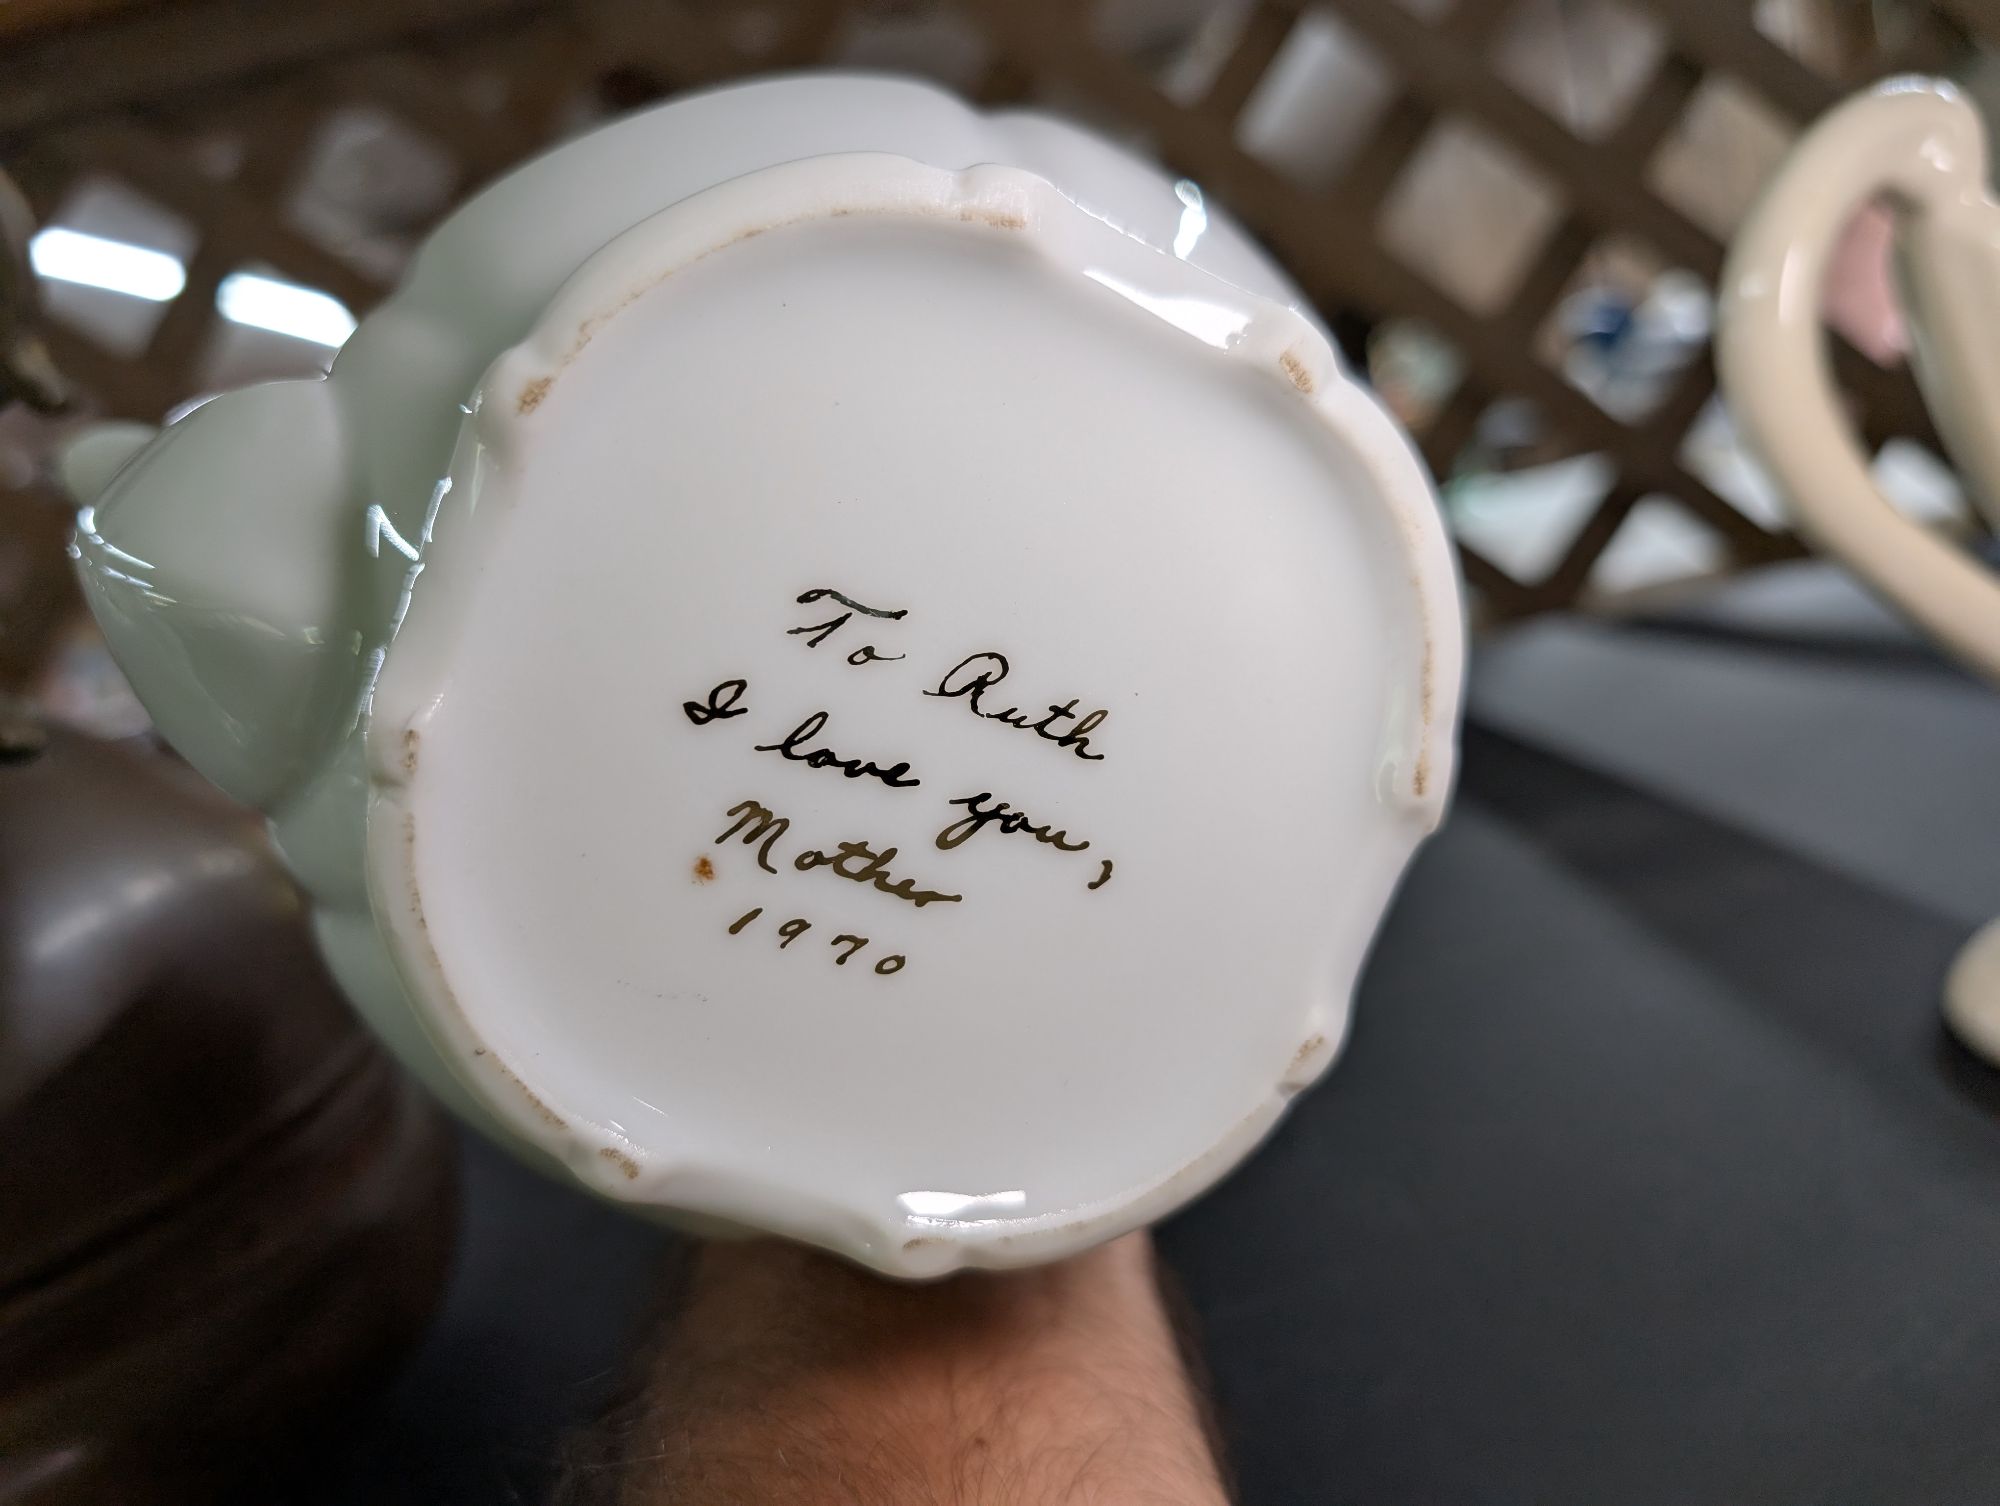 To Ruth
I love you,
Mother
1970